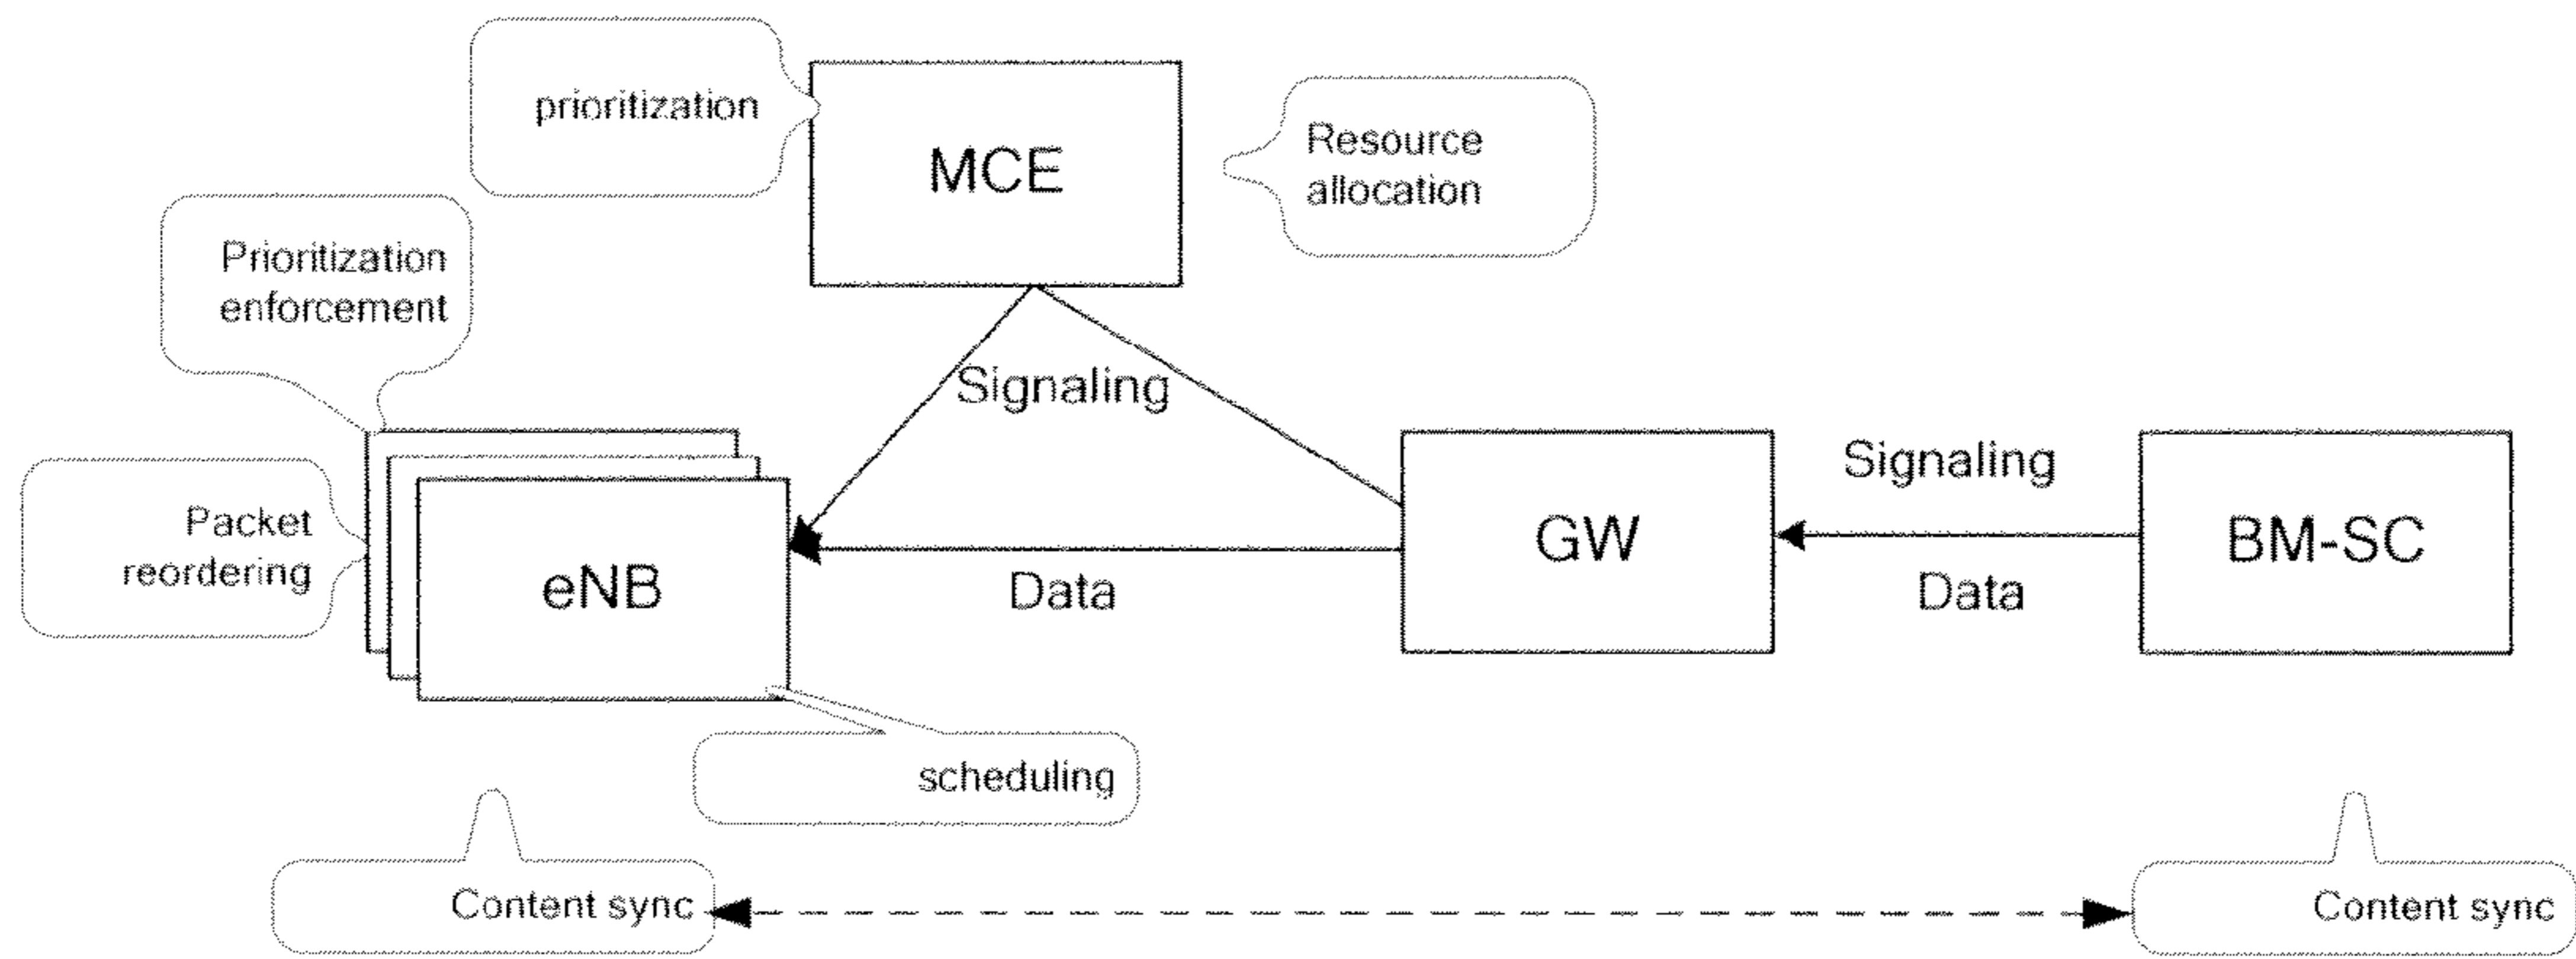 prioritization
MCE
Resource
allocation
Prioritization
enforcement
Signaling
Signaling
Packet
reordering
eNB
Data
GW
Data
BM-SC
scheduling
Content sync
Content sync